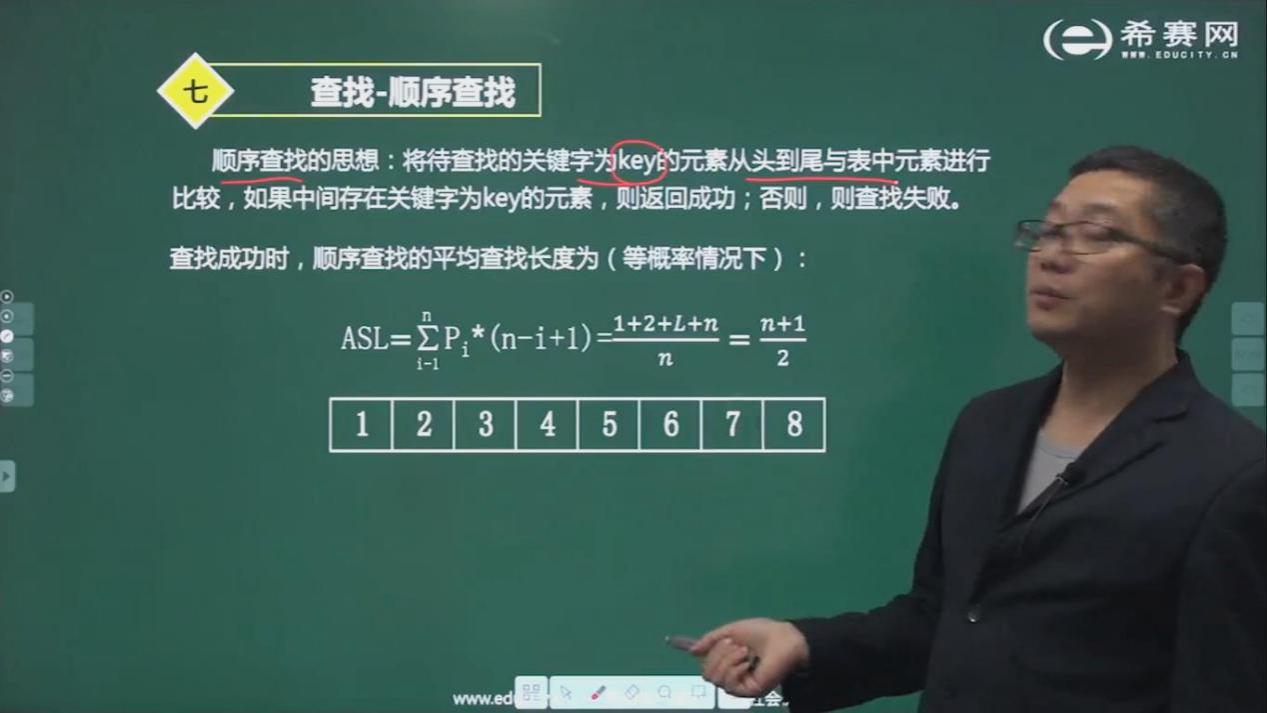 希赛网
WWW.EDUCITY.CN
七
查找-顺序查找
顺序查找的思想：将待查找的关键字为key的元素从头到尾与表中元素进行
比较，如果中间存在关键字为key的元素，则返回成功；否则，则查找失败。
查找成功时，顺序查找的平均查找长度为（等概率情况下）：
ASL=∑(i-1到n)Pi*(n-i+1)=(1+2+L+n)/n=(n+1)/2
1 2 3 4 5 6 7 8
www.edu